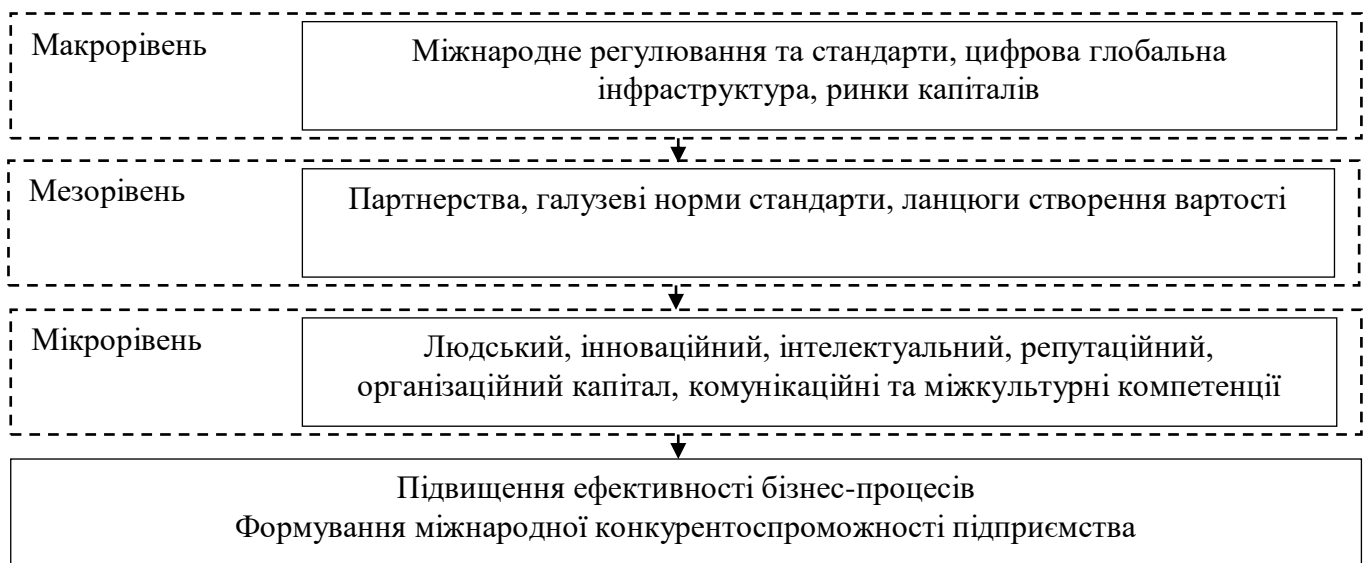 Макрорівень
Міжнародне регулювання та стандарти, цифрова глобальна
інфраструктура, ринки капіталів
Мезорівень
Партнерства, галузеві норми стандарти, ланцюги створення вартості
Мікрорівень
Людський, інноваційний, інтелектуальний, репутаційний,
організаційний капітал, комунікаційні та міжкультурні компетенції
Підвищення ефективності бізнес-процесів
Формування міжнародної конкурентоспроможності підприємства